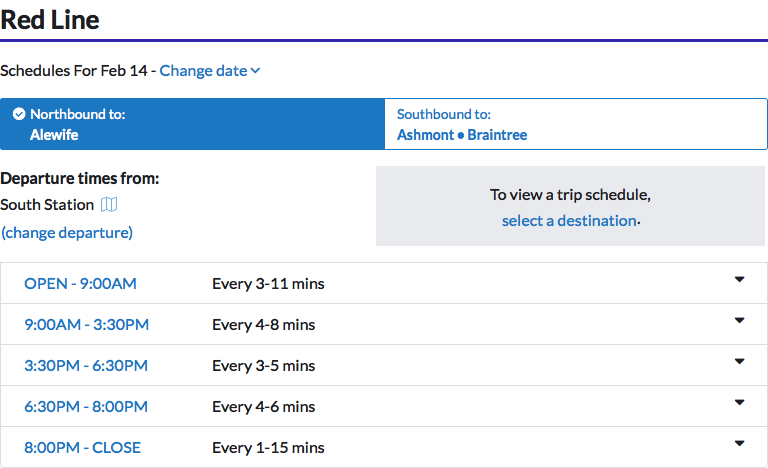 Red Line
Schedules For Feb 14 - Change date
Northbound to:
Alewife
Southbound to:
Ashmont • Braintree
Departure times from:
South Station
(change departure)
To view a trip schedule,
select a destination.
OPEN - 9:00AM Every 3-11 mins
9:00AM - 3:30PM Every 4-8 mins
3:30PM - 6:30PM Every 3-5 mins
6:30PM - 8:00PM Every 4-6 mins
8:00PM - CLOSE Every 1-15 mins